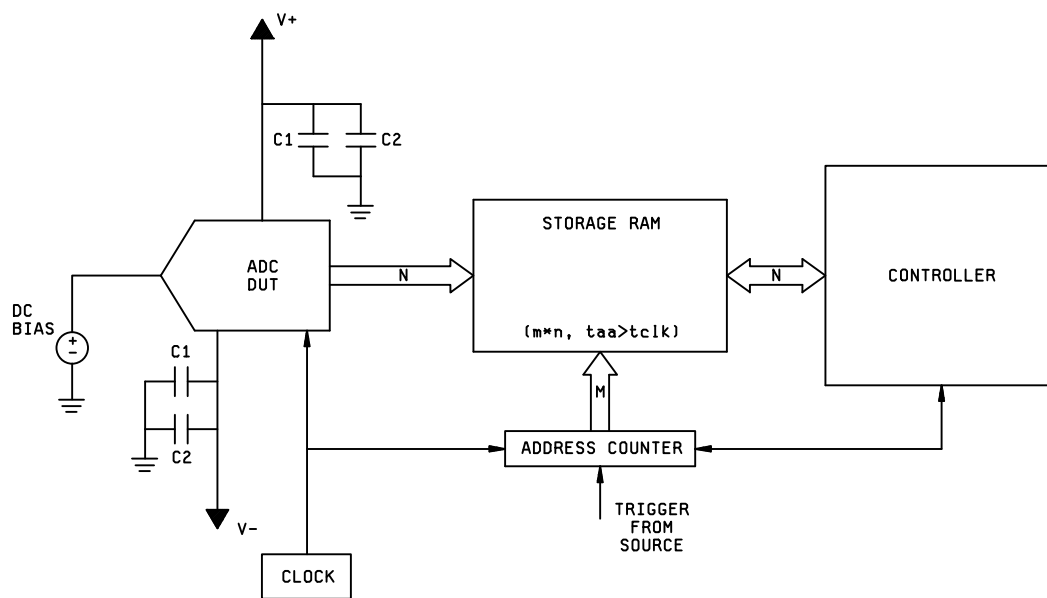 V+
C1
C2
STORAGE RAM
ADC
DUT
N
N
CONTROLLER
DC
BIAS
+
-
(m*n, taa>tclk)
C1
M
ADDRESS COUNTER
C2
TRIGGER
FROM
SOURCE
V-
CLOCK